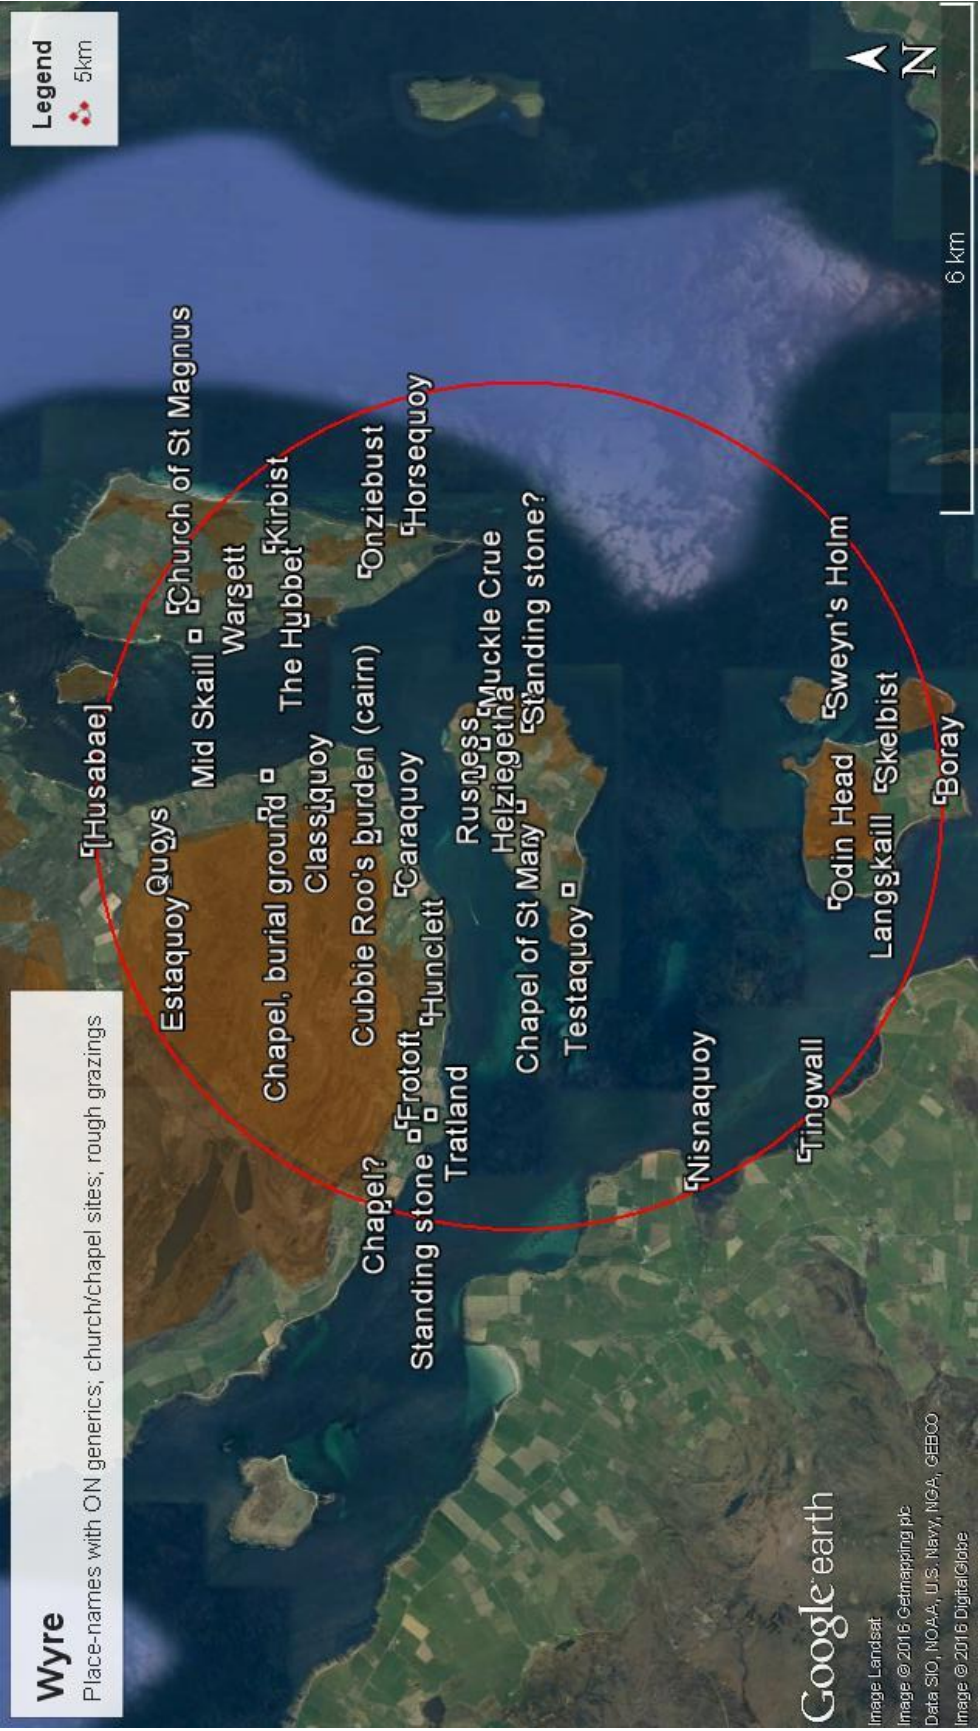 Wyre
Place-names with ON generics; church/chapel sites; rough grazings
Legend
5km
[Husabae]
Estaquoy
Quoys
Church of St Magnus
Mid Skaill
Warsett
Kirbist
The Hubbet
Chapel, burial ground
Classiquoy
Onziebust
Cubbie Roo's burden (cairn)
Horsequoy
Caraquoy
Chapel?
Frotoft
Hunclett
Standing stone
Tratland
Rusness
Muckle Crue
Helziegetha
Standing stone?
Chapel of St Mary
Testaquoy
Nisnaquoy
Tingwall
Sweyn's Holm
Odin Head
Skelbist
Langskaill
Boray
N
6 km
Google earth
Image Landsat
Image © 2016 Getmapping plc
Data SIO, NOAA, U.S. Navy, NGA, GEBCO
Image © 2016 DigitalGlobe